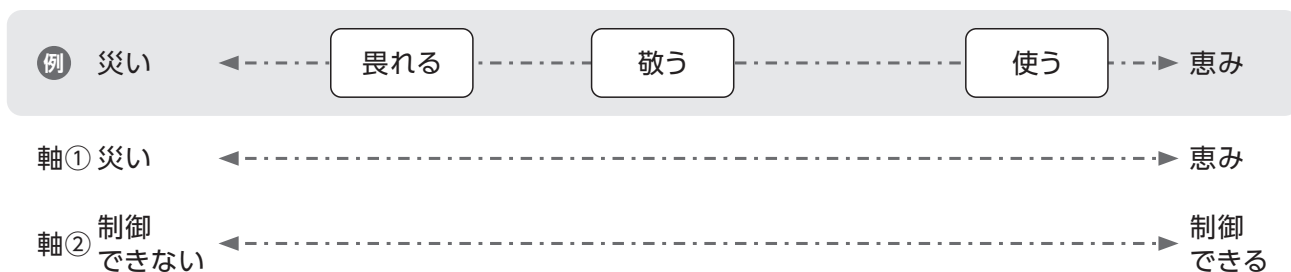 例 災い 畏れる 敬う 使う 恵み
軸① 災い 恵み
軸② 制御
できない
制御
できる